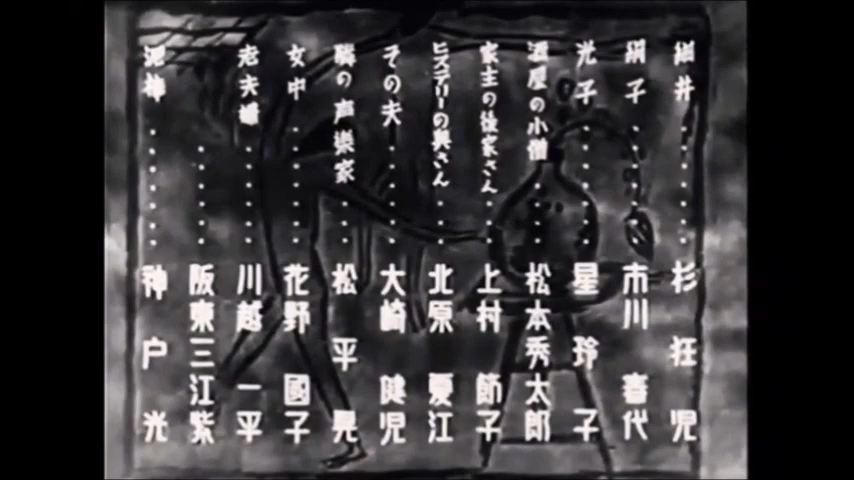 細井・・・・・・杉狂児
絹子・・・・・・市川春代
光子・・・・・・星玲子
酒屋の小僧・・・松本秀太郎
家主の後家さん・・上村節子
ヒステリーの奥さん・・北原夏江
その夫・・・・・大崎健児
隣の声楽家・・松平晃
女中・・・・・・花野國子
老夫婦・・・・・川越一平
・・・・・阪東三江紫
泥棒・・・・・・神戸光